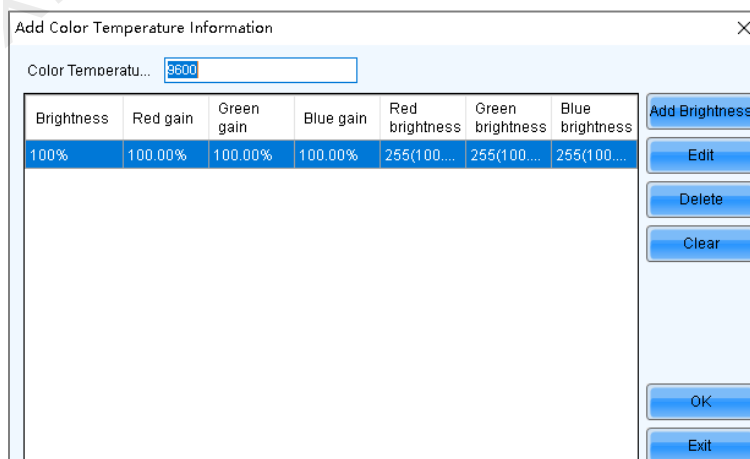 Add Color Temperature Information
Color Temperatu... 9600
Brightness Red gain Green gain Blue gain Red brightness Green brightness Blue brightness
100% 100.00% 100.00% 100.00% 255(100.... 255(100.... 255(100....
Add Brightness
Edit
Delete
Clear
OK
Exit